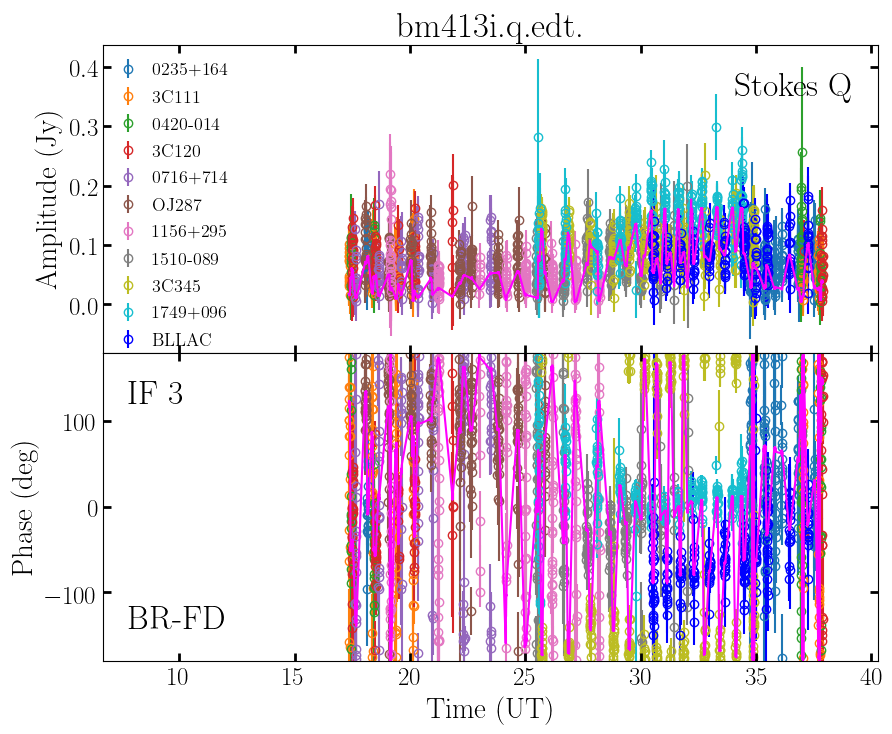 bm413i.q.edt.
Stokes Q
0235+164
3C111
0420-014
3C120
0716+714
OJ287
1156+295
1510-089
3C345
1749+096
BLLAC
Amplitude (Jy)
0.4
0.3
0.2
0.1
0.0
IF 3
BR-FD
Phase (deg)
100
0
−100
10 15 20 25 30 35 40
Time (UT)